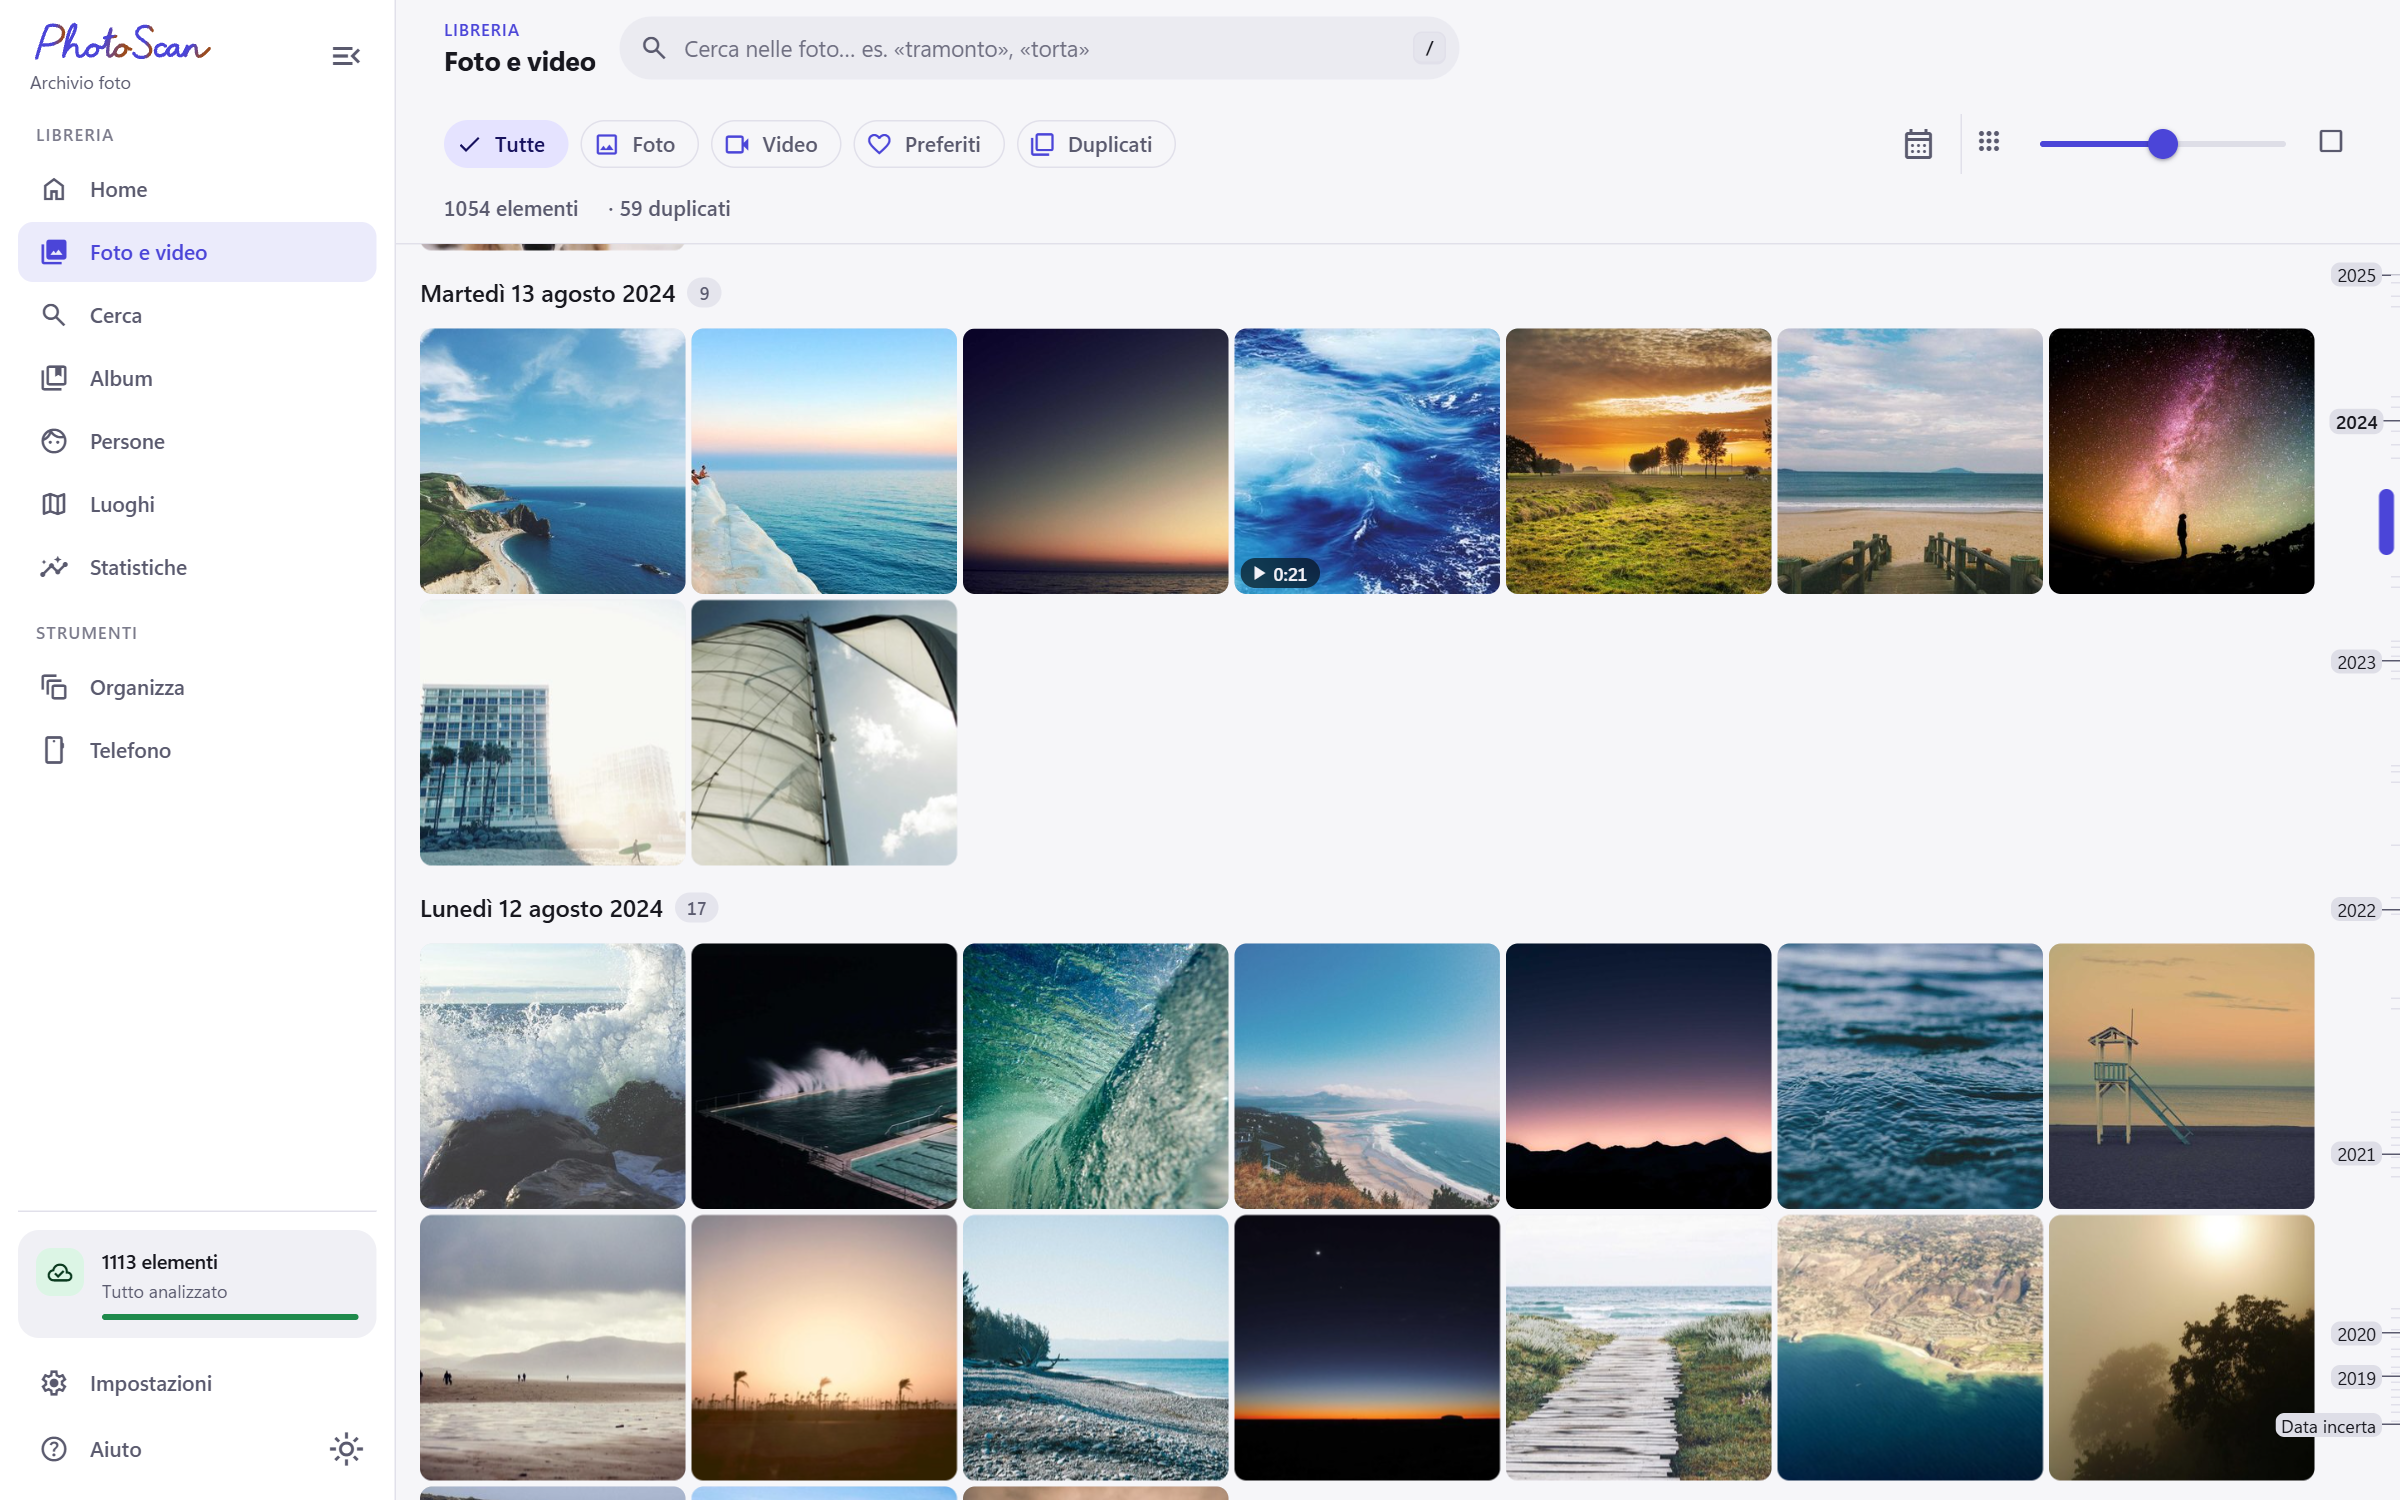 PhotoScan
Archivio foto
LIBRERIA
Home
Foto e video
Cerca
Album
Persone
Luoghi
Statistiche
STRUMENTI
Organizza
Telefono
1113 elementi
Tutto analizzato
Impostazioni
Aiuto
LIBRERIA
Foto e video
Cerca nelle foto... es. «tramonto», «torta»
/
Tutte
Foto
Video
Preferiti
Duplicati
1054 elementi · 59 duplicati
Martedì 13 agosto 2024 9
0:21
Lunedì 12 agosto 2024 17
2025
2024
2023
2022
2021
2020
2019
Data incerta